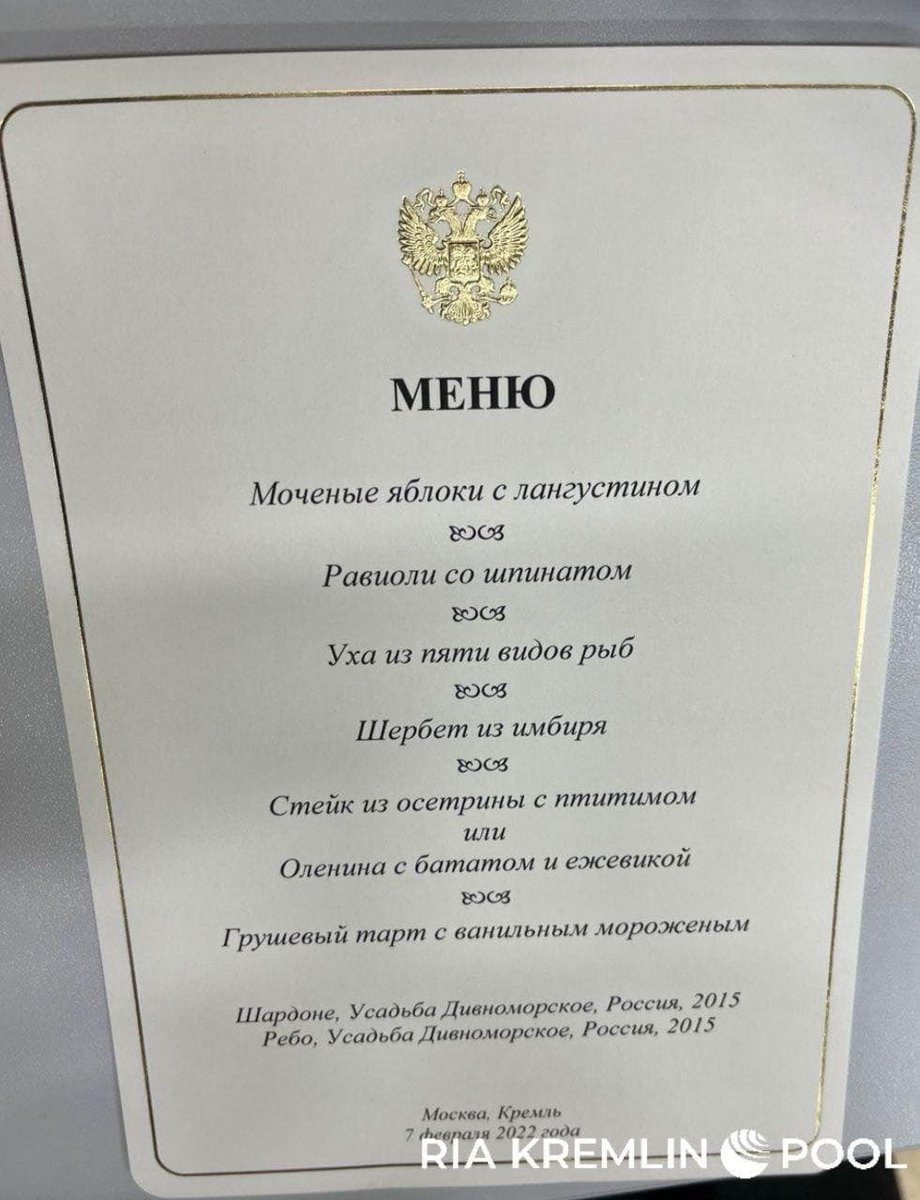 МЕНЮ
Моченые яблоки с лангустином
Равиоли со шпинатом
Уха из пяти видов рыб
Шербет из имбиря
Стейк из осетрины с птитимом
или
Оленина с бататом и ежевикой
Грушевый тарт с ванильным мороженым
Шардоне, Усадьба Дивноморское, Россия, 2015
Ребо, Усадьба Дивноморское, Россия, 2015
Москва, Кремль
7 февраля 2022 года
RIA KREMLIN POOL